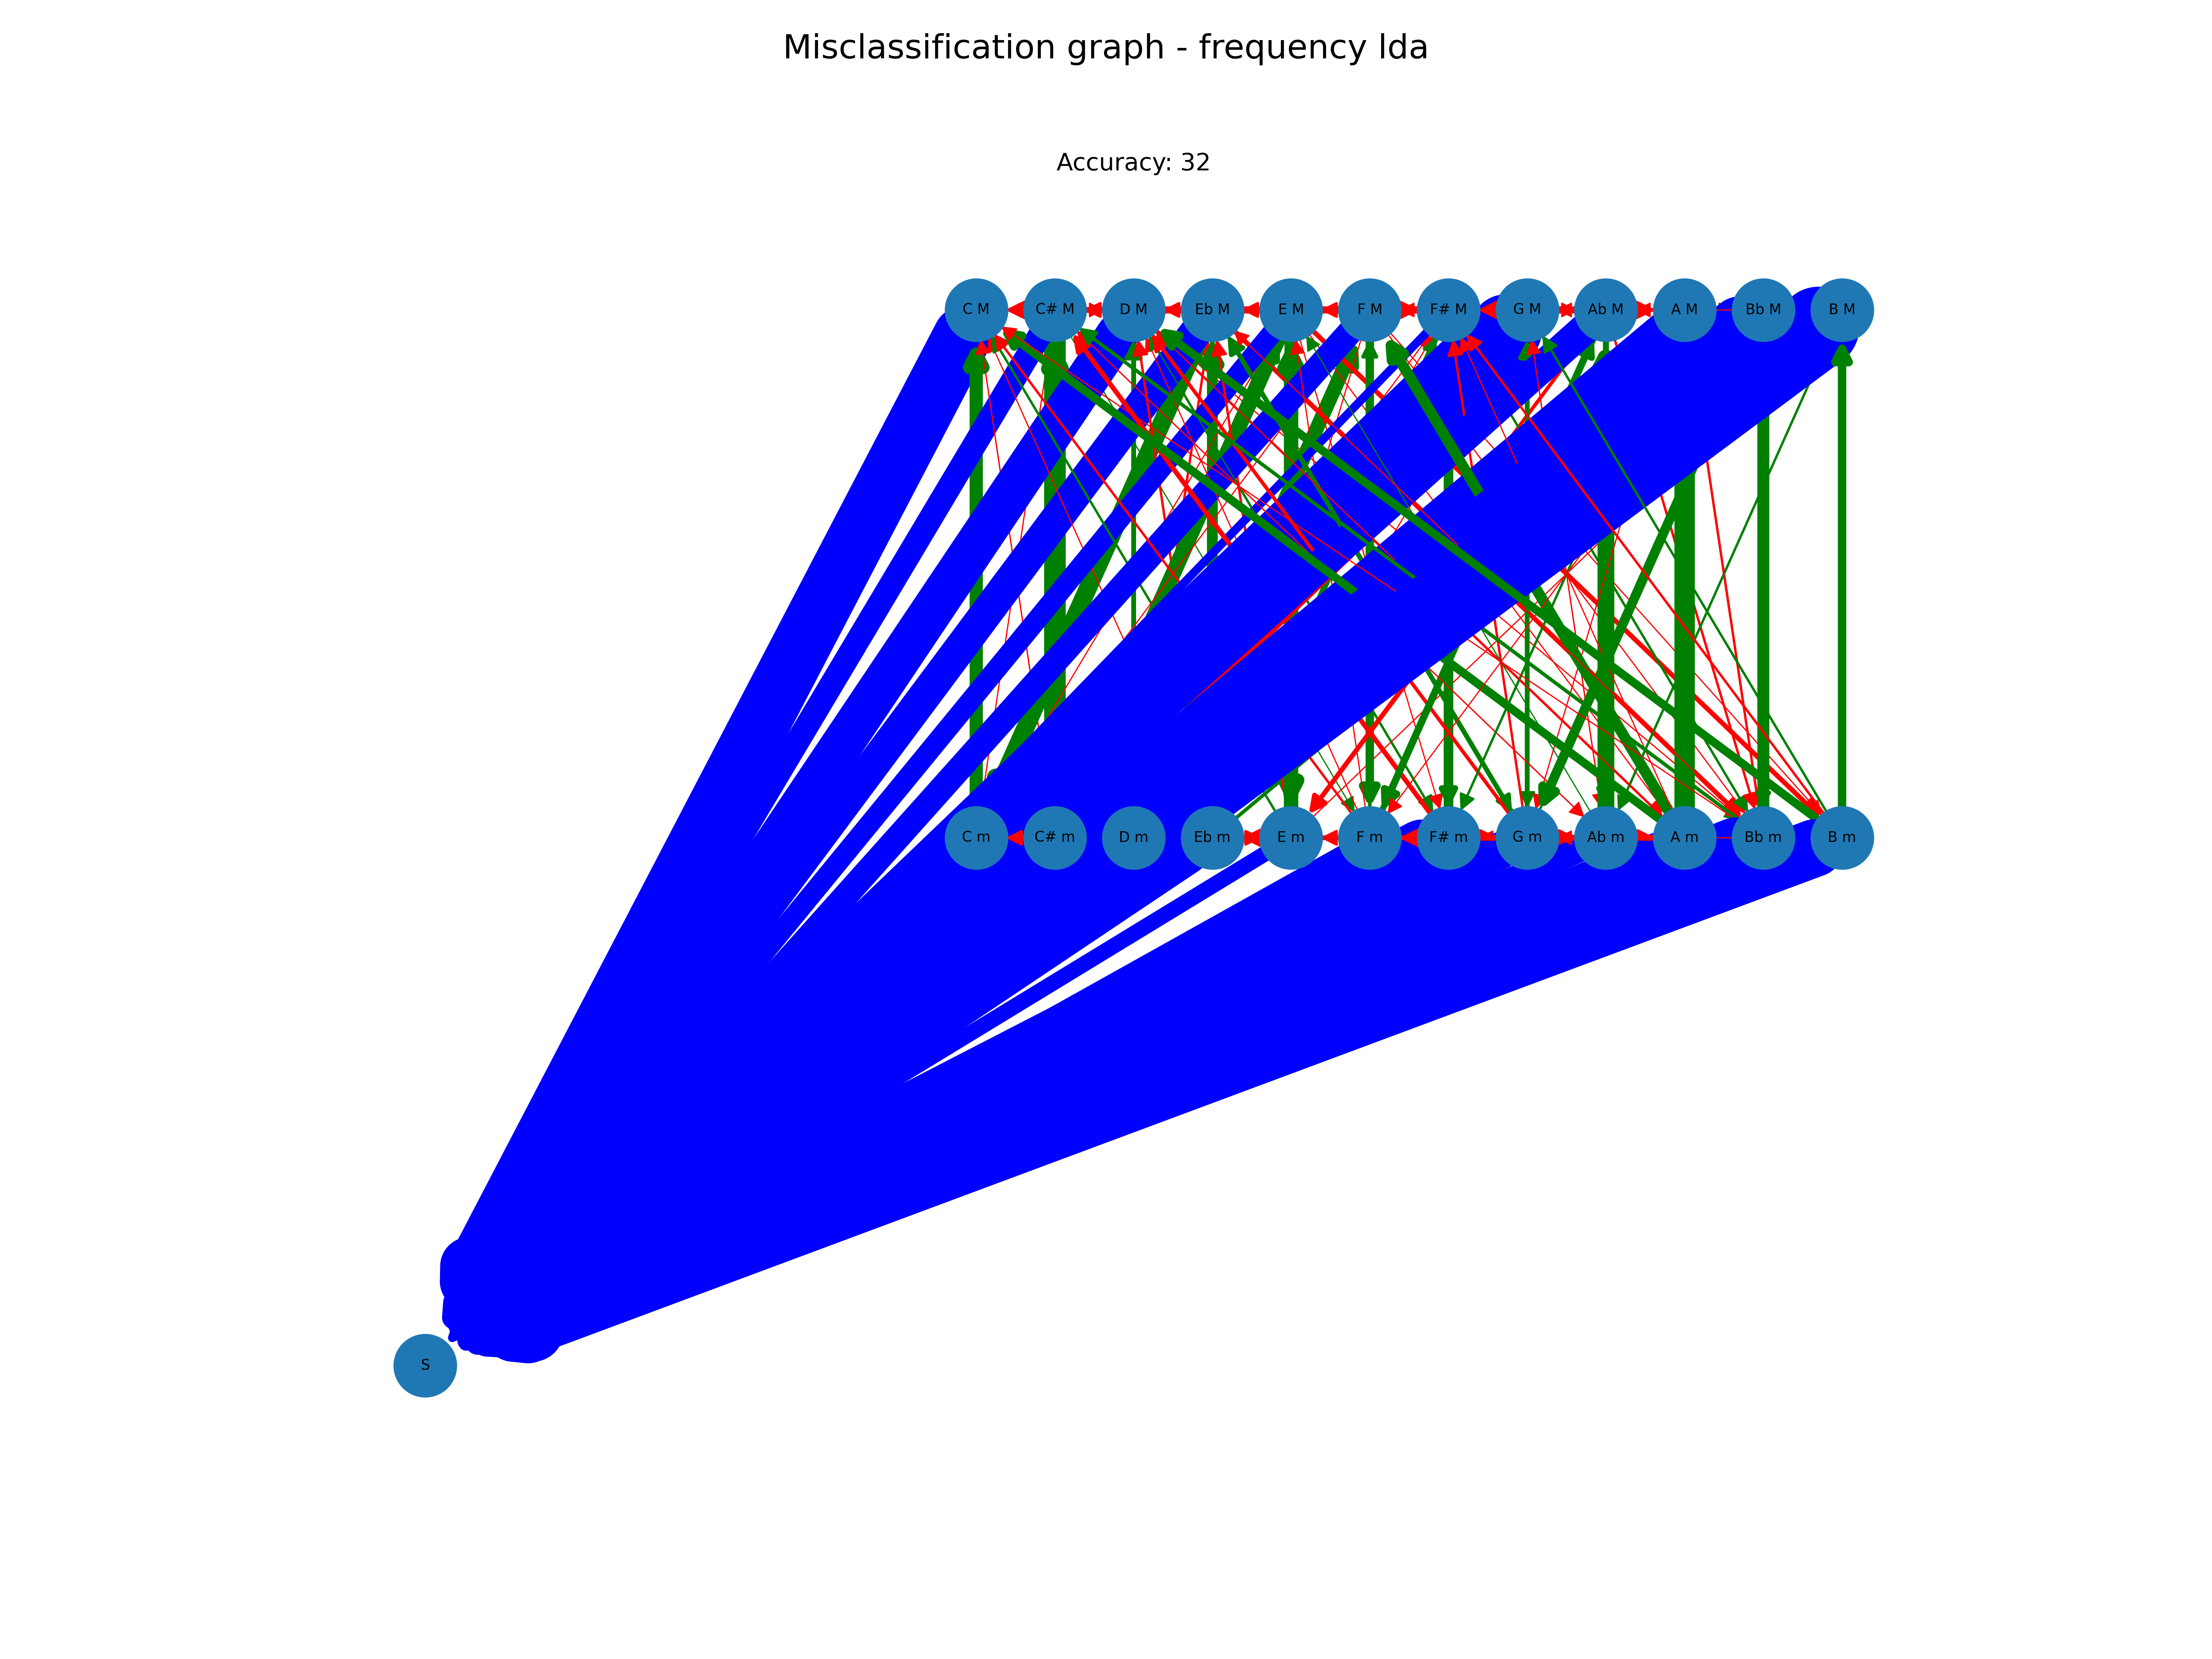 Misclassification graph - frequency lda
Accuracy: 32
C M C# M D M Eb M E M F M F# M G M Ab M A M Bb M B M
C m C# m D m Eb m E m F m F# m G m Ab m A m Bb m B m
S